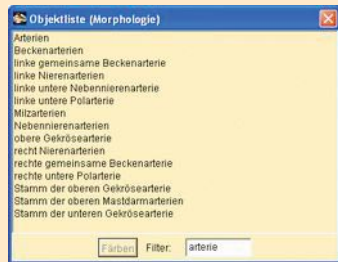 Objektliste (Morphologie)
Arterien
Beckenarterien
linke gemeinsame Beckenarterie
linke Nierenarterien
linke untere Nebennierenarterie
linke untere Polarterie
Milzarterien
Nebennierenarterien
obere Gekrösearterie
recht Nierenarterien
rechte gemeinsame Beckenarterie
rechte untere Polarterie
Stamm der oberen Gekrösearterie
Stamm der oberen Mastdarmarterien
Stamm der unteren Gekrösearterie
Färben Filter: arterie